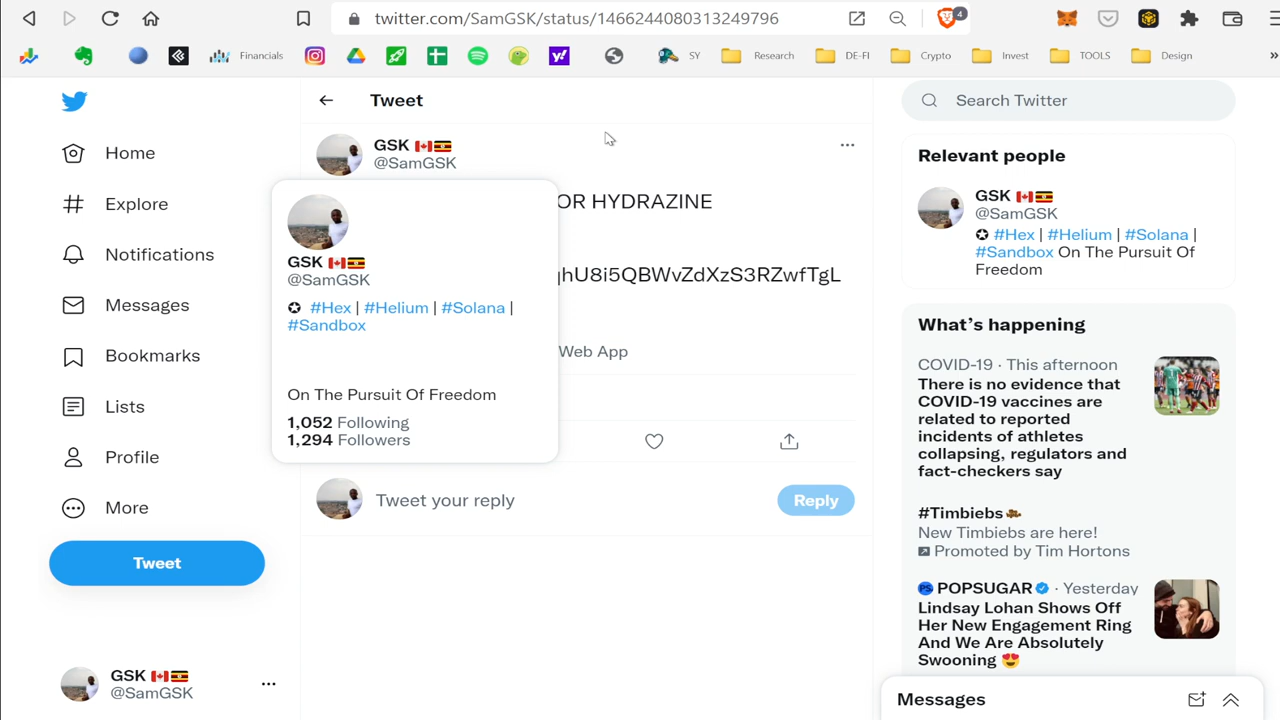 twitter.com/SamGSK/status/1466244080313249796
4
Financials
SY
Research
DE-FI
Crypto
Invest
TOOLS
Design
»
Home
Explore
Notifications
Messages
Bookmarks
Lists
Profile
More
Tweet
GSK
@SamGSK
Tweet
GSK
@SamGSK
OR HYDRAZINE
hU8i5QBWvZdXzS3RZwfTgL
Web App
GSK
@SamGSK
#Hex | #Helium | #Solana |
#Sandbox
On The Pursuit Of Freedom
1,052 Following
1,294 Followers
Tweet your reply
Reply
Search Twitter
Relevant people
GSK
@SamGSK
#Hex | #Helium | #Solana |
#Sandbox On The Pursuit Of
Freedom
What's happening
COVID-19 · This afternoon
There is no evidence that
COVID-19 vaccines are
related to reported
incidents of athletes
collapsing, regulators and
fact-checkers say
#Timbiebs
New Timbiebs are here!
Promoted by Tim Hortons
POPSUGAR · Yesterday
Lindsay Lohan Shows Off
Her New Engagement Ring
And We Are Absolutely
Swooning 😍
Messages